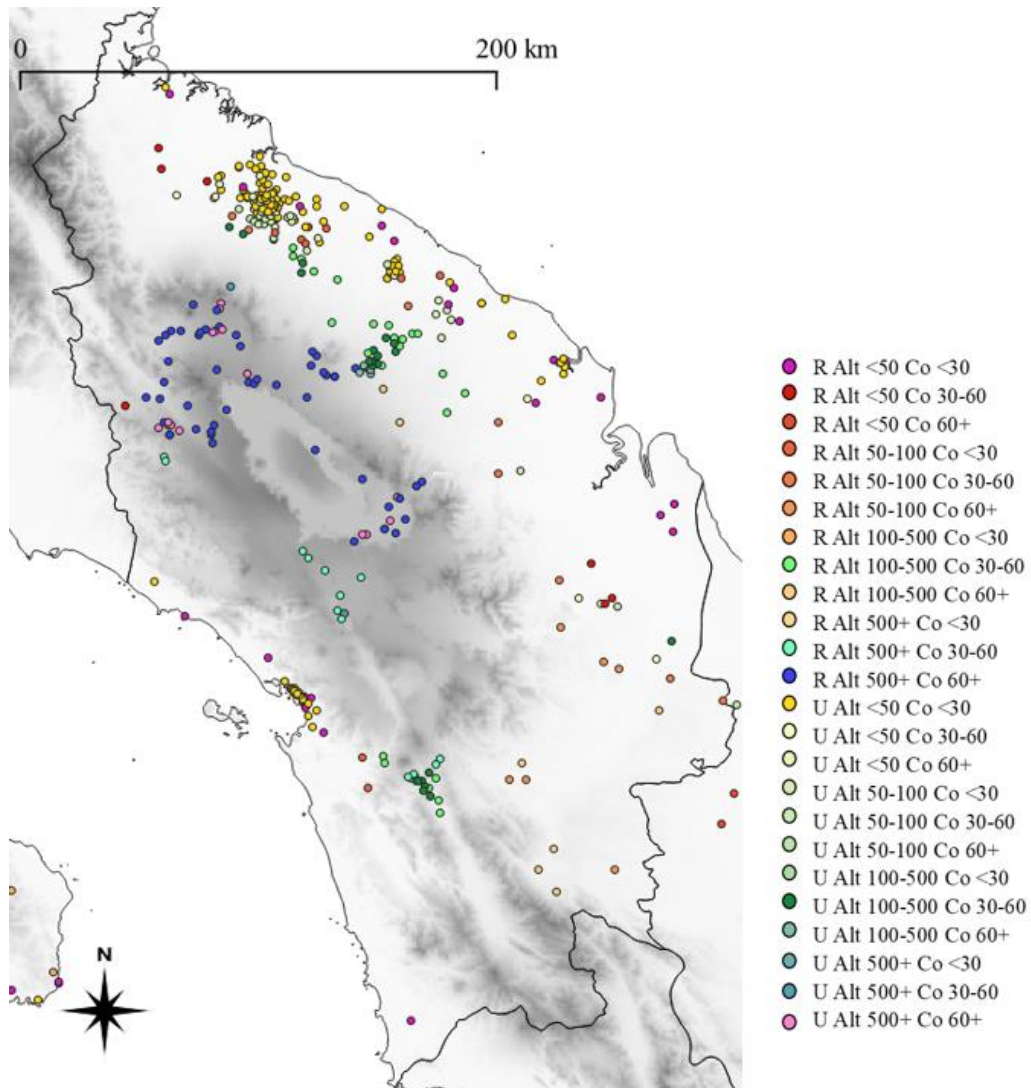 0
200 km
R Alt <50 Co <30
R Alt <50 Co 30-60
R Alt <50 Co 60+
R Alt 50-100 Co <30
R Alt 50-100 Co 30-60
R Alt 50-100 Co 60+
R Alt 100-500 Co <30
R Alt 100-500 Co 30-60
R Alt 100-500 Co 60+
R Alt 500+ Co <30
R Alt 500+ Co 30-60
R Alt 500+ Co 60+
U Alt <50 Co <30
U Alt <50 Co 30-60
U Alt <50 Co 60+
U Alt 50-100 Co <30
U Alt 50-100 Co 30-60
U Alt 50-100 Co 60+
U Alt 100-500 Co <30
U Alt 100-500 Co 30-60
U Alt 100-500 Co 60+
U Alt 500+ Co <30
U Alt 500+ Co 30-60
U Alt 500+ Co 60+
N